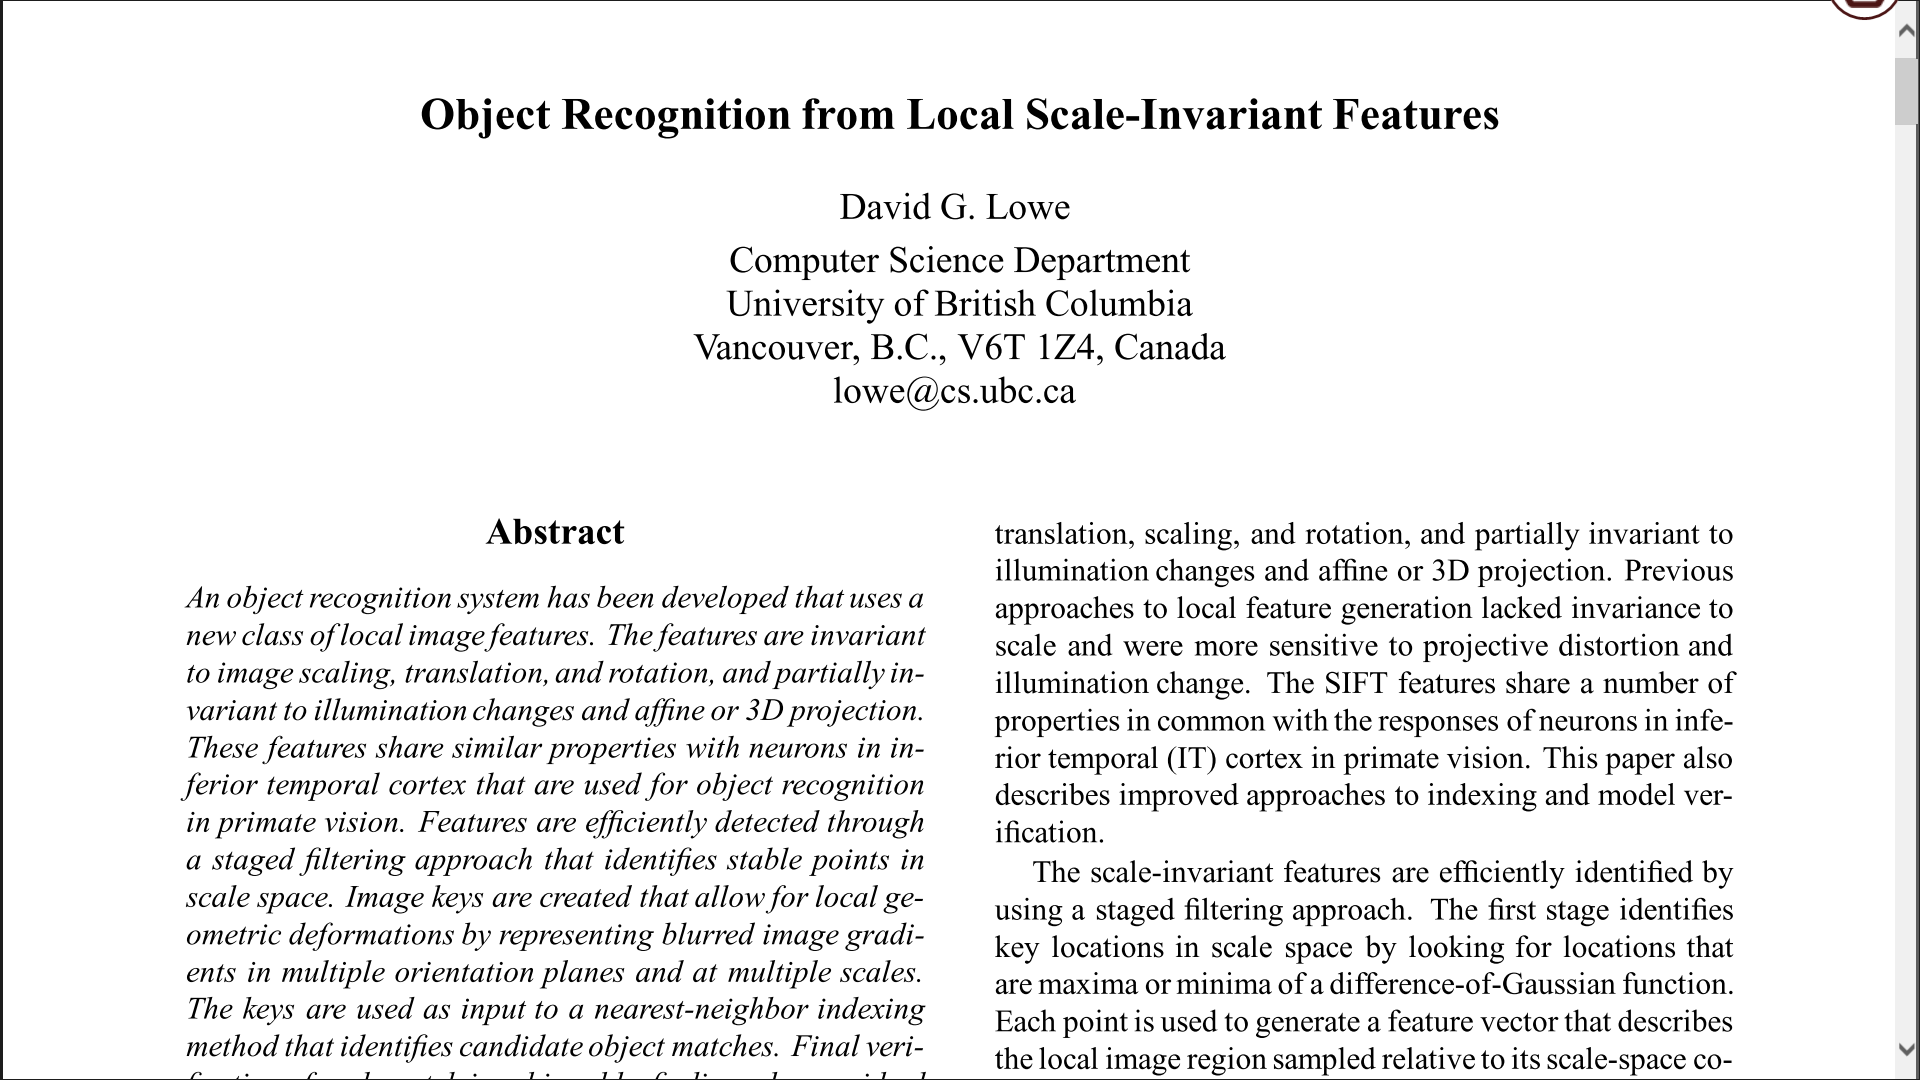 Object Recognition from Local Scale-Invariant Features
David G. Lowe
Computer Science Department
University of British Columbia
Vancouver, B.C., V6T 1Z4, Canada
lowe@cs.ubc.ca
Abstract
An object recognition system has been developed that uses a
new class of local image features. The features are invariant
to image scaling, translation, and rotation, and partially in-
variant to illumination changes and affine or 3D projection.
These features share similar properties with neurons in in-
ferior temporal cortex that are used for object recognition
in primate vision. Features are efficiently detected through
a staged filtering approach that identifies stable points in
scale space. Image keys are created that allow for local ge-
ometric deformations by representing blurred image gradi-
ents in multiple orientation planes and at multiple scales.
The keys are used as input to a nearest-neighbor indexing
method that identifies candidate object matches. Final veri-
translation, scaling, and rotation, and partially invariant to
illumination changes and affine or 3D projection. Previous
approaches to local feature generation lacked invariance to
scale and were more sensitive to projective distortion and
illumination change. The SIFT features share a number of
properties in common with the responses of neurons in infe-
rior temporal (IT) cortex in primate vision. This paper also
describes improved approaches to indexing and model ver-
ification.
The scale-invariant features are efficiently identified by
using a staged filtering approach. The first stage identifies
key locations in scale space by looking for locations that
are maxima or minima of a difference-of-Gaussian function.
Each point is used to generate a feature vector that describes
the local image region sampled relative to its scale-space co-